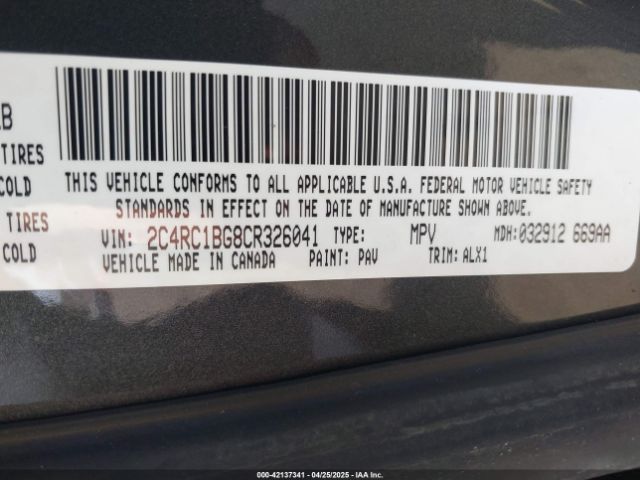 LB
TIRES
COLD
TIRES
COLD
THIS VEHICLE CONFORMS TO ALL APPLICABLE U.S.A. FEDERAL MOTOR VEHICLE SAFETY
STANDARDS IN EFFECT ON THE DATE OF MANUFACTURE SHOWN ABOVE.
VIN: 2C4RC1BG8CR326041 TYPE: MPV MDH: 032912 669AA
VEHICLE MADE IN CANADA PAINT: PAV TRIM: ALX1
000-42137341 - 04/25/2025 - IAAI, Inc.